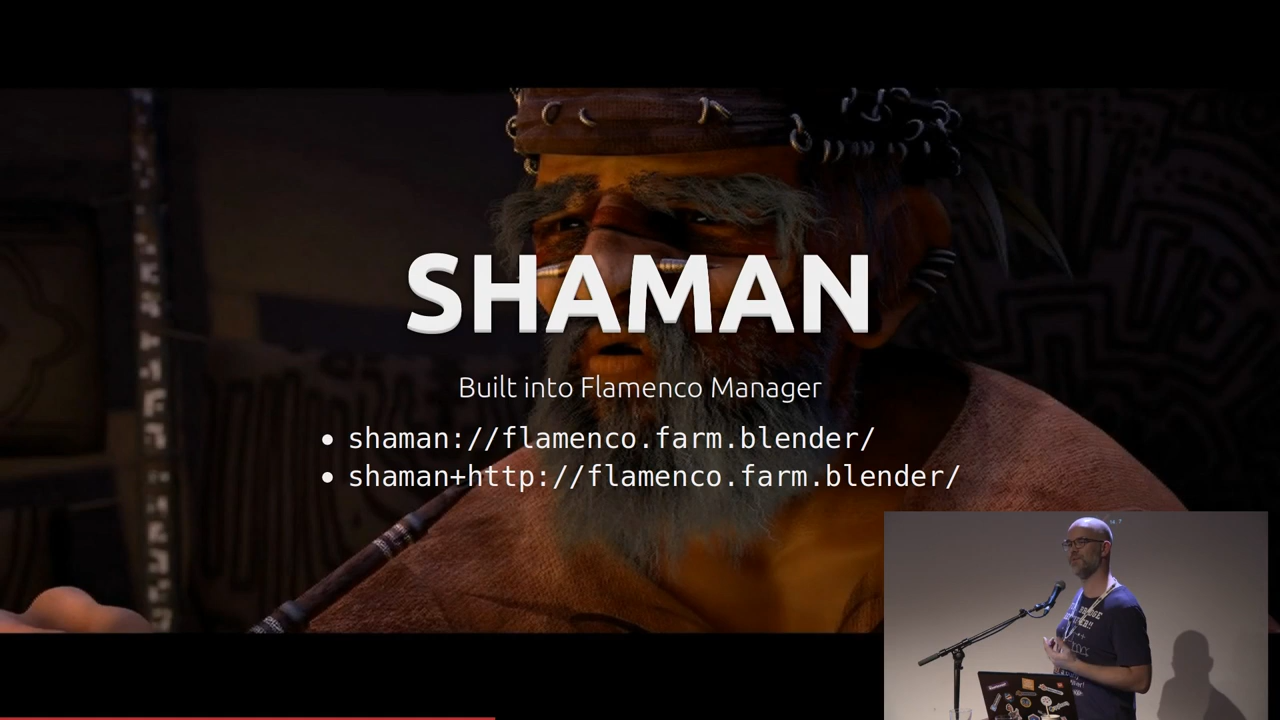 SHAMAN
Built into Flamenco Manager
shaman://flamenco.farm.blender/
shaman+http://flamenco.farm.blender/